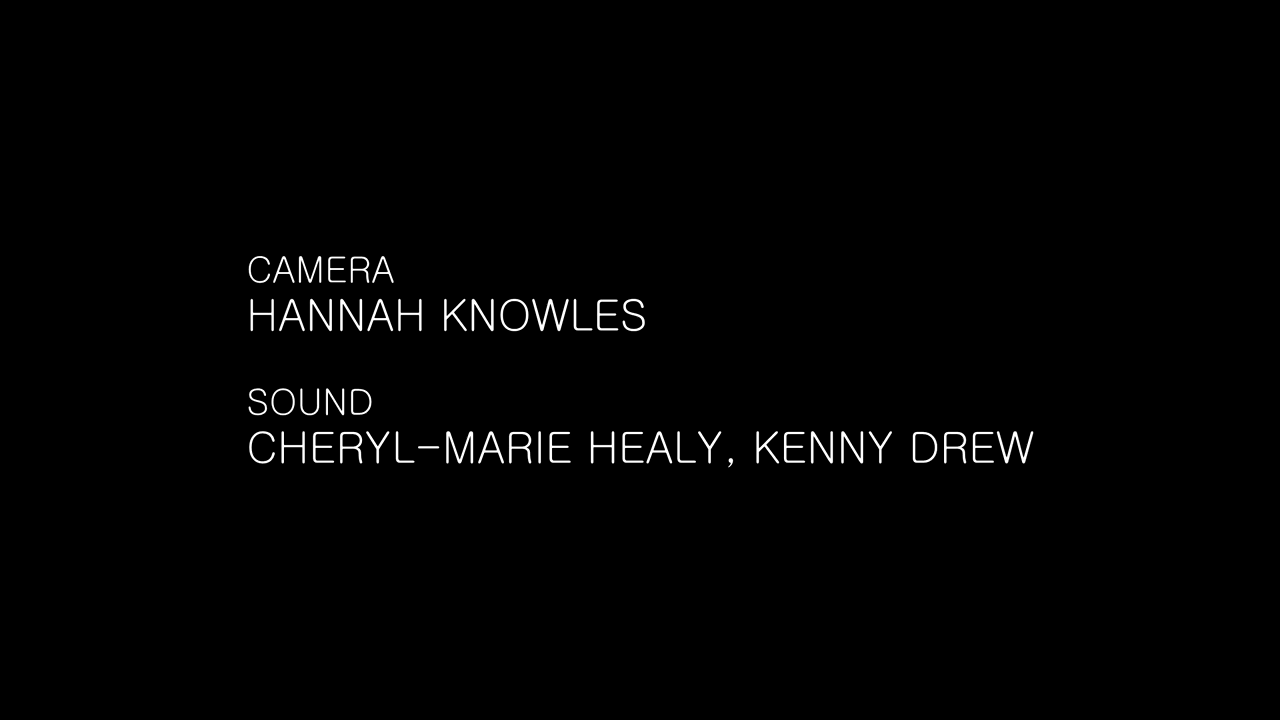 CAMERA
HANNAH KNOWLES
SOUND
CHERYL-MARIE HEALY, KENNY DREW